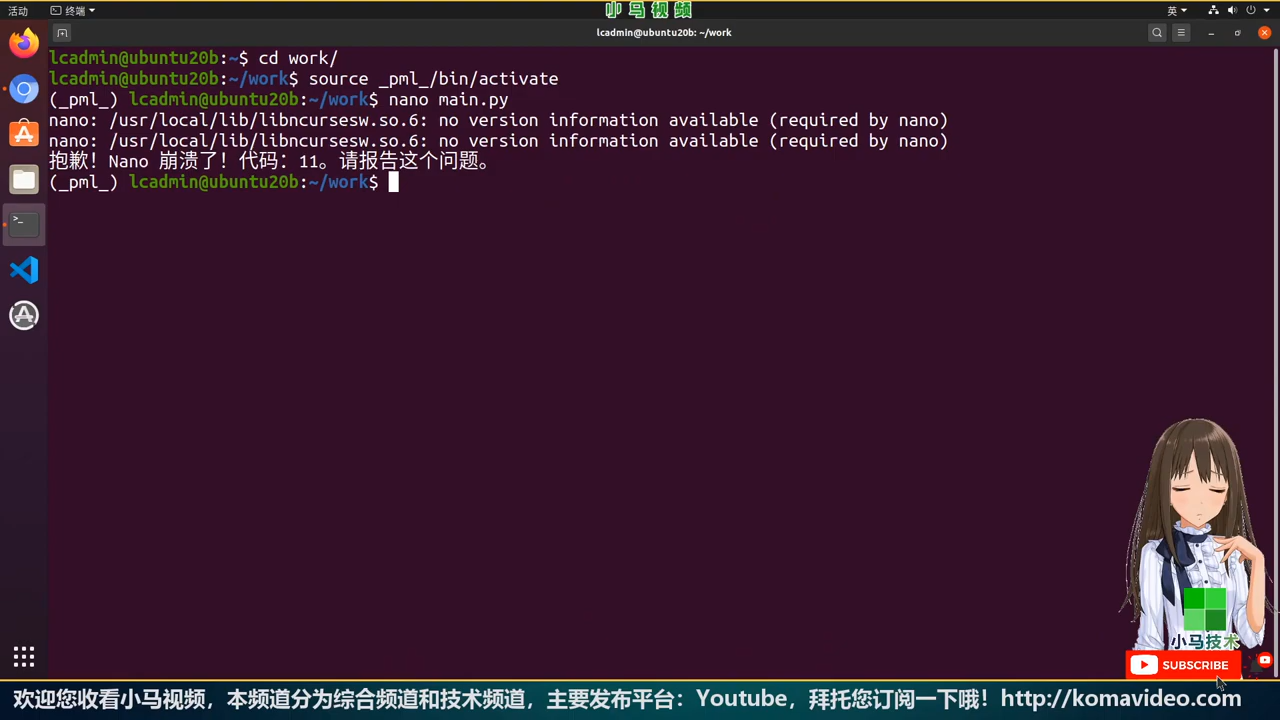 小马视频
活动
终端
英
lcadmin@ubuntu20b: ~/work
lcadmin@ubuntu20b:~$ cd work/
lcadmin@ubuntu20b:~/work$ source _pml_/bin/activate
(_pml_) lcadmin@ubuntu20b:~/work$ nano main.py
nano: /usr/local/lib/libncursesw.so.6: no version information available (required by nano)
nano: /usr/local/lib/libncursesw.so.6: no version information available (required by nano)
抱歉！Nano 崩溃了！代码：11。请报告这个问题。
(_pml_) lcadmin@ubuntu20b:~/work$
小马技术
SUBSCRIBE
欢迎您收看小马视频，本频道分为综合频道和技术频道，主要发布平台：Youtube，拜托您订阅一下哦！http://komavideo.com